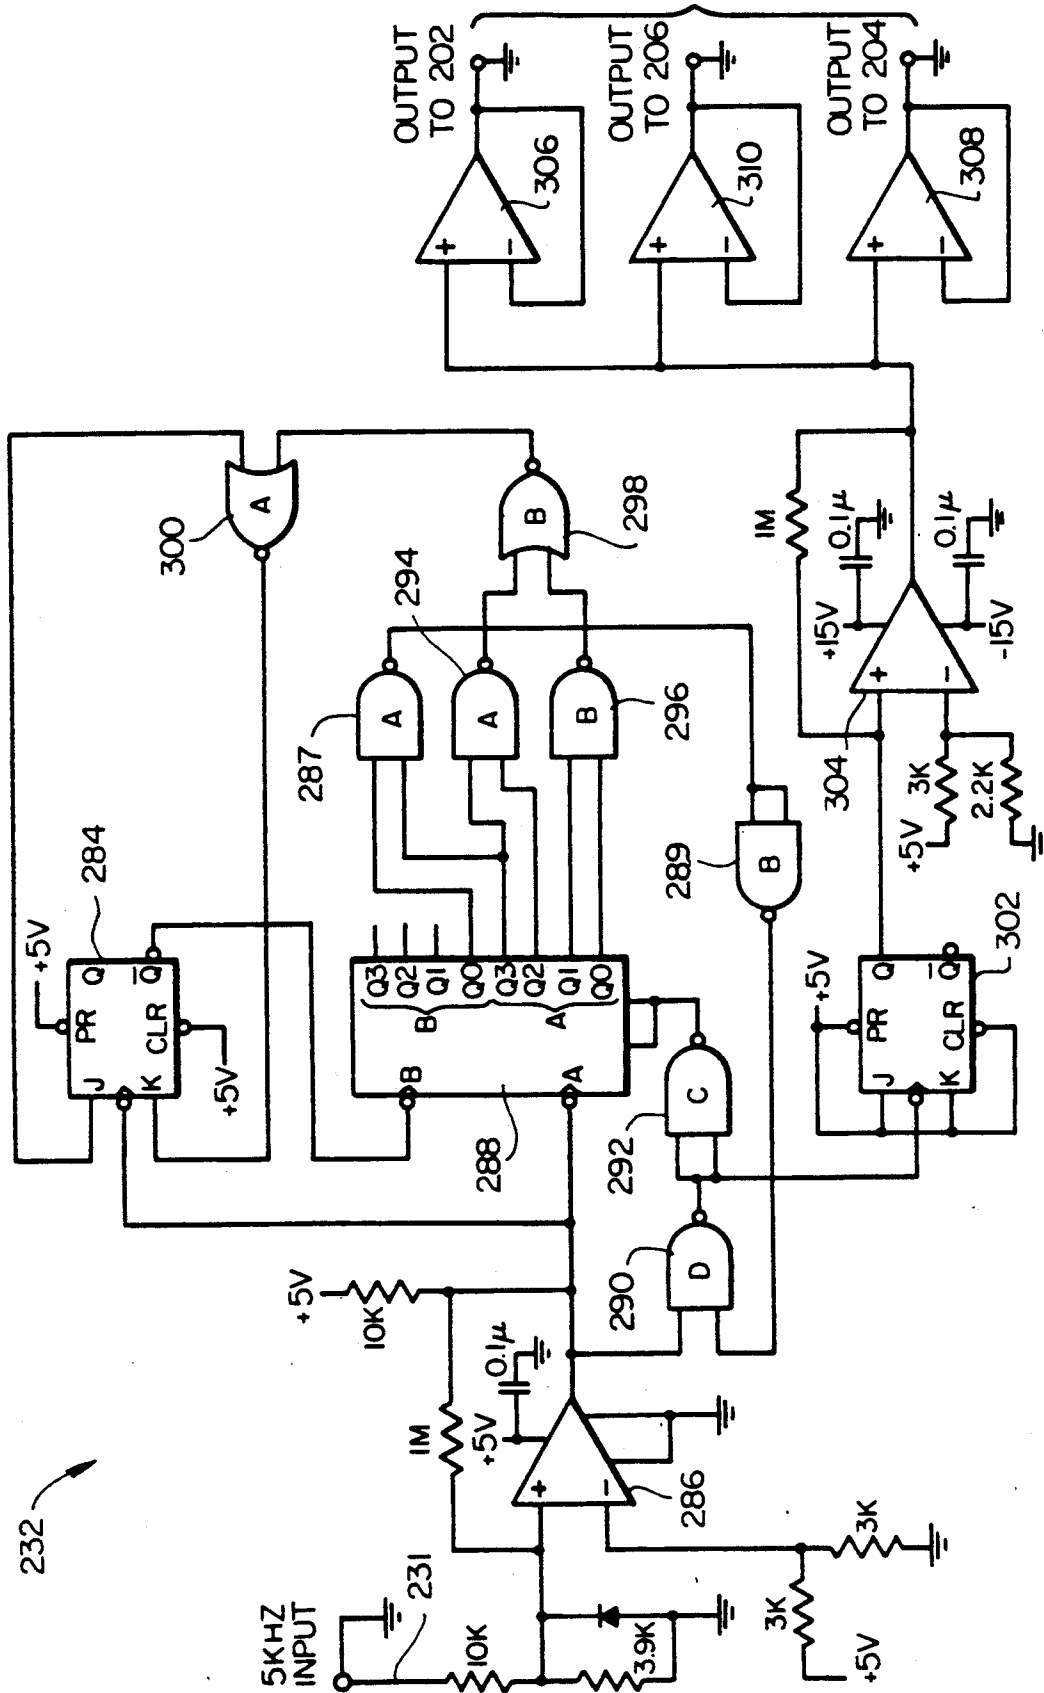 232
5KHZ
INPUT
231
10K
3.9K
1M
+5V
0.1μ
+
−
286
3K
3K
+5V
+5V
10K
+5V
284
J
PR
Q
K
CLR
Q̅
+5V
300
A
288
B
A
Q3
Q2
Q1
Q0
B
Q3
Q2
Q1
Q0
A
287
A
294
A
B
296
B
298
290
D
292
C
289
B
+5V
J
PR
Q
K
CLR
Q̅
302
304
+5V
3K
2.2K
1M
+15V
0.1μ
+
−
-15V
0.1μ
+
−
306
OUTPUT
TO 202
+
−
310
OUTPUT
TO 206
+
−
308
OUTPUT
TO 204